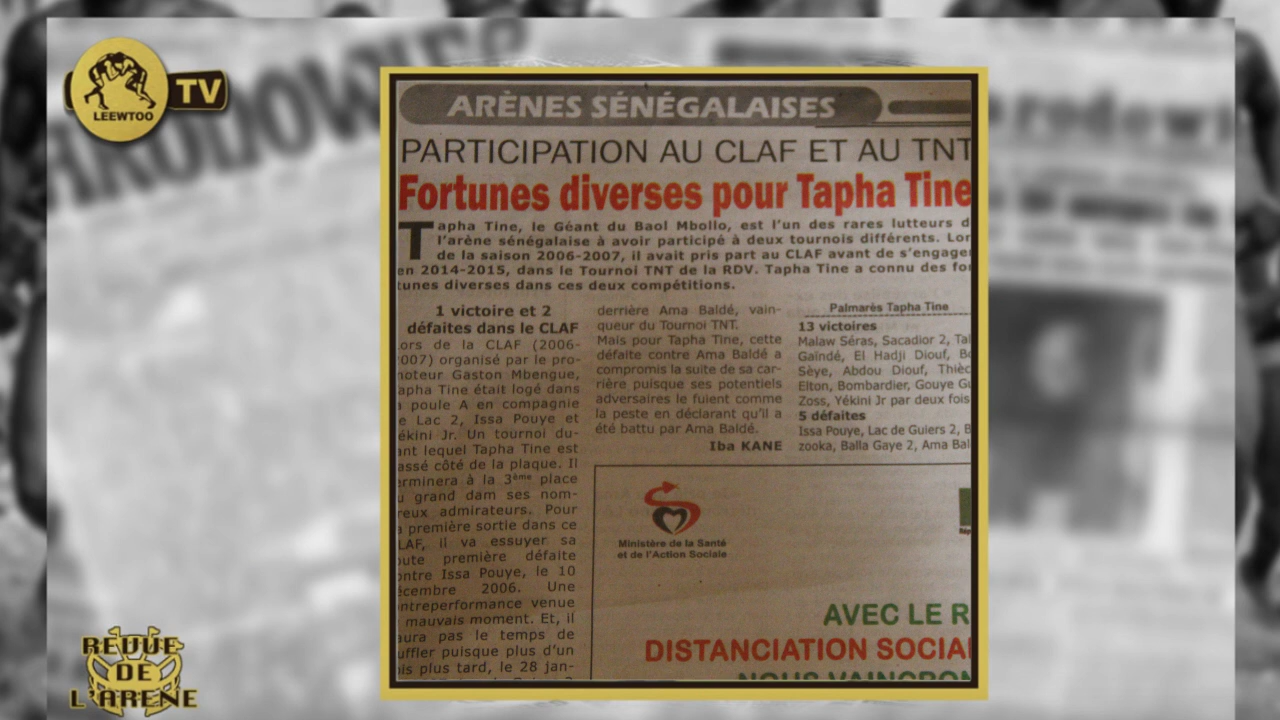 LEEWTOO
TV
ARÈNES SÉNÉGALAISES
PARTICIPATION AU CLAF ET AU TNT
Fortunes diverses pour Tapha Tine
Tapha Tine, le Géant du Baol Mbollo, est l'un des rares lutteurs d
l'arène sénégalaise à avoir participé à deux tournois différents. Lor
de la saison 2006-2007, il avait pris part au CLAF avant de s'engage
en 2014-2015, dans le Tournoi TNT de la RDV. Tapha Tine a connu des fo
tunes diverses dans ces deux compétitions.
1 victoire et 2
défaites dans le CLAF
ors de la CLAF (2006-
007) organisé par le pro-
moteur Gaston Mbengue,
apha Tine était logé dans
a poule A en compagnie
e Lac 2, Issa Pouye et
ékini Jr. Un tournoi du-
ant lequel Tapha Tine est
assé côté de la plaque. Il
erminera à la 3ème place
u grand dam ses nom-
reux admirateurs. Pour
a première sortie dans ce
LAF, il va essuyer sa
oute première défaite
ontre Issa Pouye, le 10
écembre 2006. Une
ntreperformance venue
mauvais moment. Et, il
aura pas le temps de
uffler puisque plus d'un
is plus tard, le 28 jan-
derrière Ama Baldé, vain-
queur du Tournoi TNT.
Mais pour Tapha Tine, cette
défaite contre Ama Baldé a
compromis la suite de sa car-
rière puisque ses potentiels
adversaires le fuient comme
la peste en déclarant qu'il a
été battu par Ama Baldé.
Iba KANE
Palmarès Tapha Tine
13 victoires
Malaw Séras, Sacadior 2, Tal
Gaïndé, El Hadji Diouf, Bo
Sèye, Abdou Diouf, Thièc
Elton, Bombardier, Gouye Gu
Zoss, Yékini Jr par deux fois
5 défaites
Issa Pouye, Lac de Guiers 2, B
zooka, Balla Gaye 2, Ama Bal
Ministère de la Santé
et de l'Action Sociale
AVEC LE R
DISTANCIATION SOCIA
NOUS VAINCRON
REVUE
DE
L'ARENE